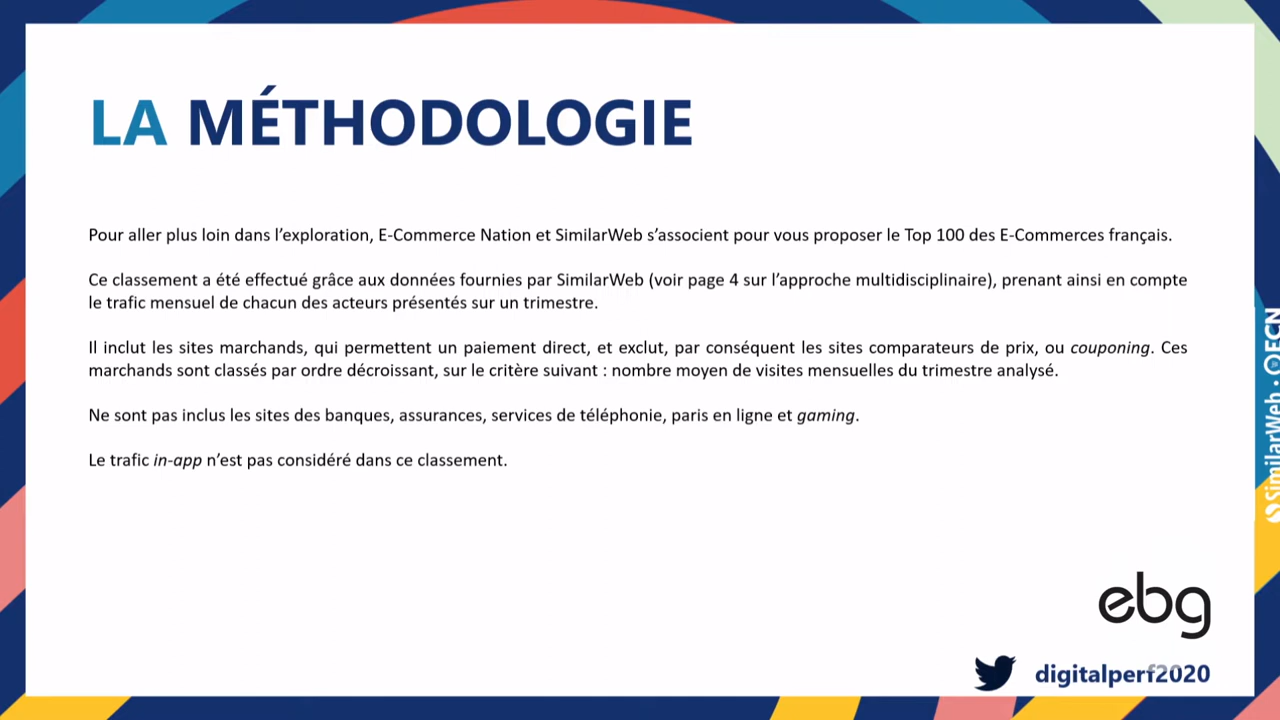 LA MÉTHODOLOGIE
Pour aller plus loin dans l’exploration, E-Commerce Nation et SimilarWeb s’associent pour vous proposer le Top 100 des E-Commerces français.
Ce classement a été effectué grâce aux données fournies par SimilarWeb (voir page 4 sur l’approche multidisciplinaire), prenant ainsi en compte
le trafic mensuel de chacun des acteurs présentés sur un trimestre.
Il inclut les sites marchands, qui permettent un paiement direct, et exclut, par conséquent les sites comparateurs de prix, ou couponing. Ces
marchands sont classés par ordre décroissant, sur le critère suivant : nombre moyen de visites mensuelles du trimestre analysé.
Ne sont pas inclus les sites des banques, assurances, services de téléphonie, paris en ligne et gaming.
Le trafic in-app n’est pas considéré dans ce classement.
SimilarWeb • ECN
ebg
digitalperf2020